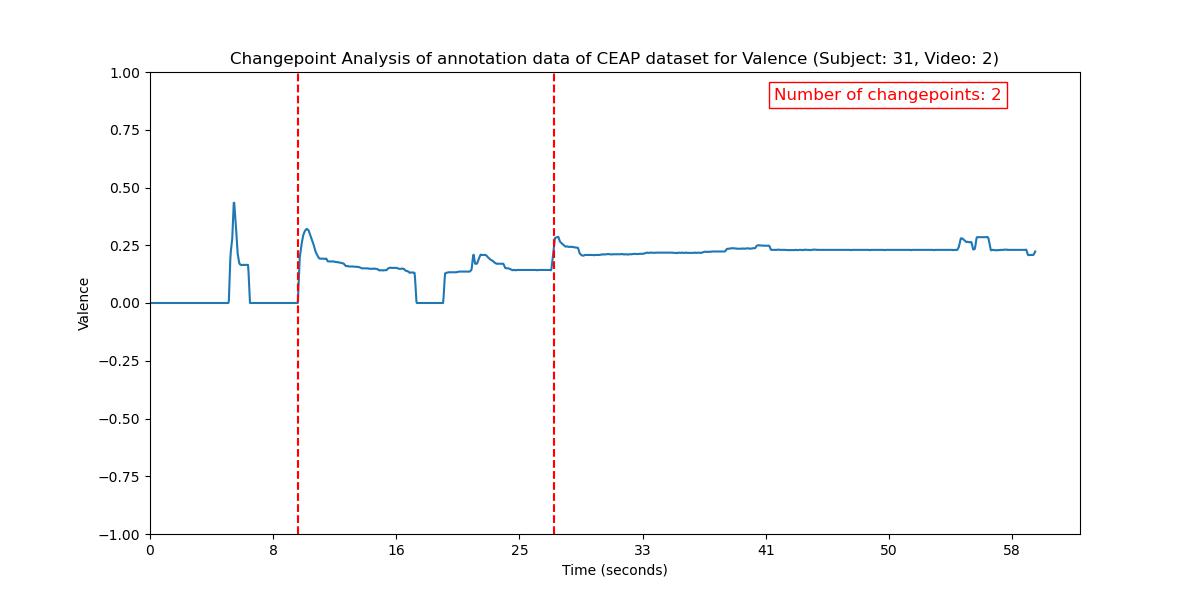 Changepoint Analysis of annotation data of CEAP dataset for Valence (Subject: 31, Video: 2)
Number of changepoints: 2
1.00
0.75
0.50
0.25
0.00
−0.25
−0.50
−0.75
−1.00
Valence
0 8 16 25 33 41 50 58
Time (seconds)